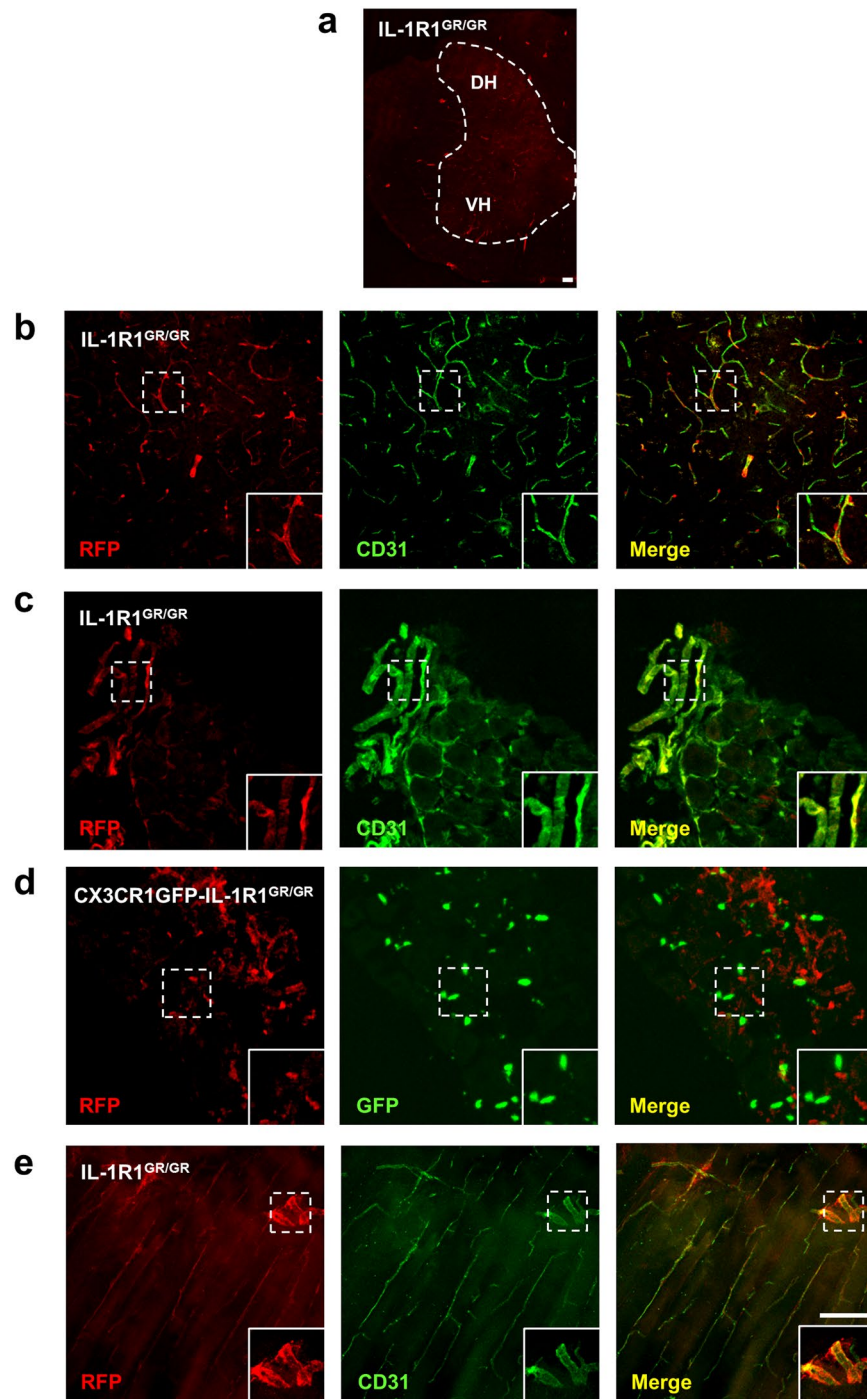 a
IL-1R1GR/GR
DH
VH
b
IL-1R1GR/GR
RFP
CD31
Merge
c
IL-1R1GR/GR
RFP
CD31
Merge
d
CX3CR1GFP-IL-1R1GR/GR
RFP
GFP
Merge
e
IL-1R1GR/GR
RFP
CD31
Merge